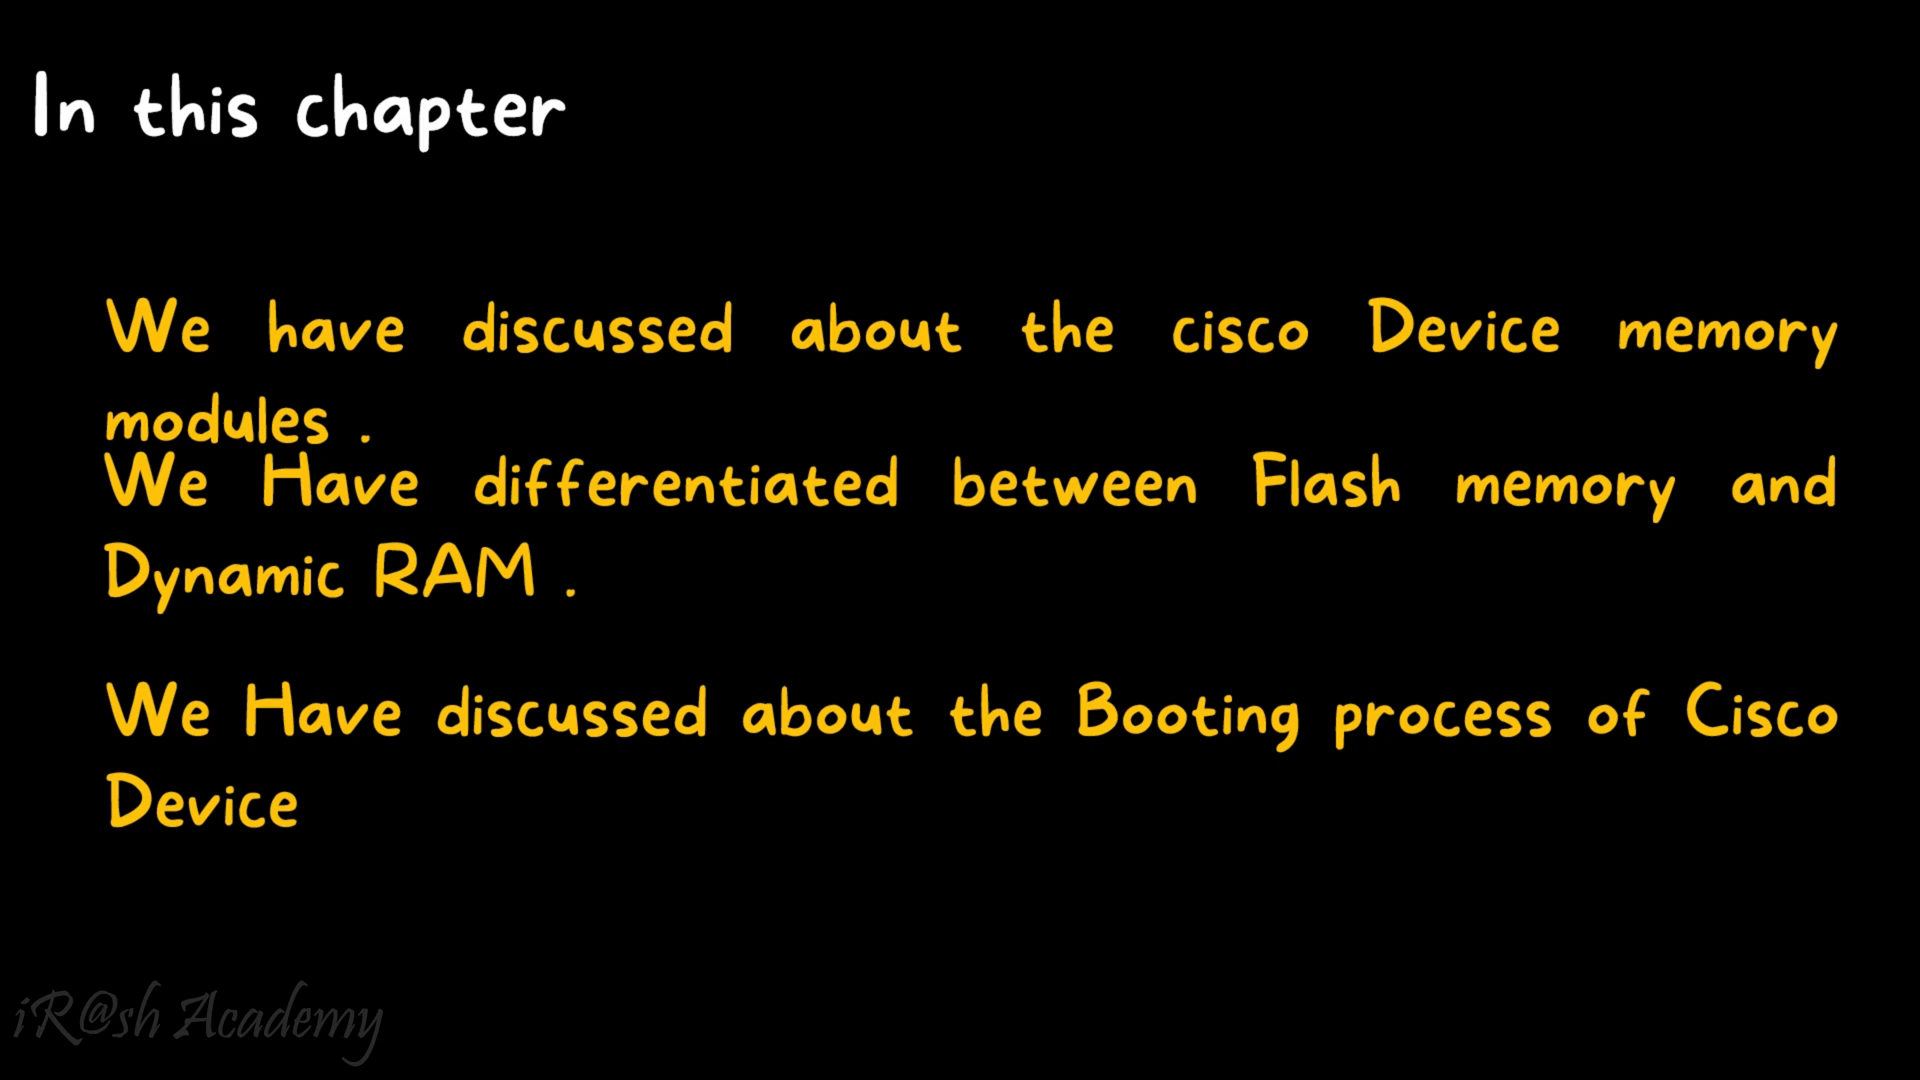 In this chapter
We have discussed about the cisco Device memory
modules .
We Have differentiated between Flash memory and
Dynamic RAM .
We Have discussed about the Booting process of Cisco
Device
iR@sh Academy